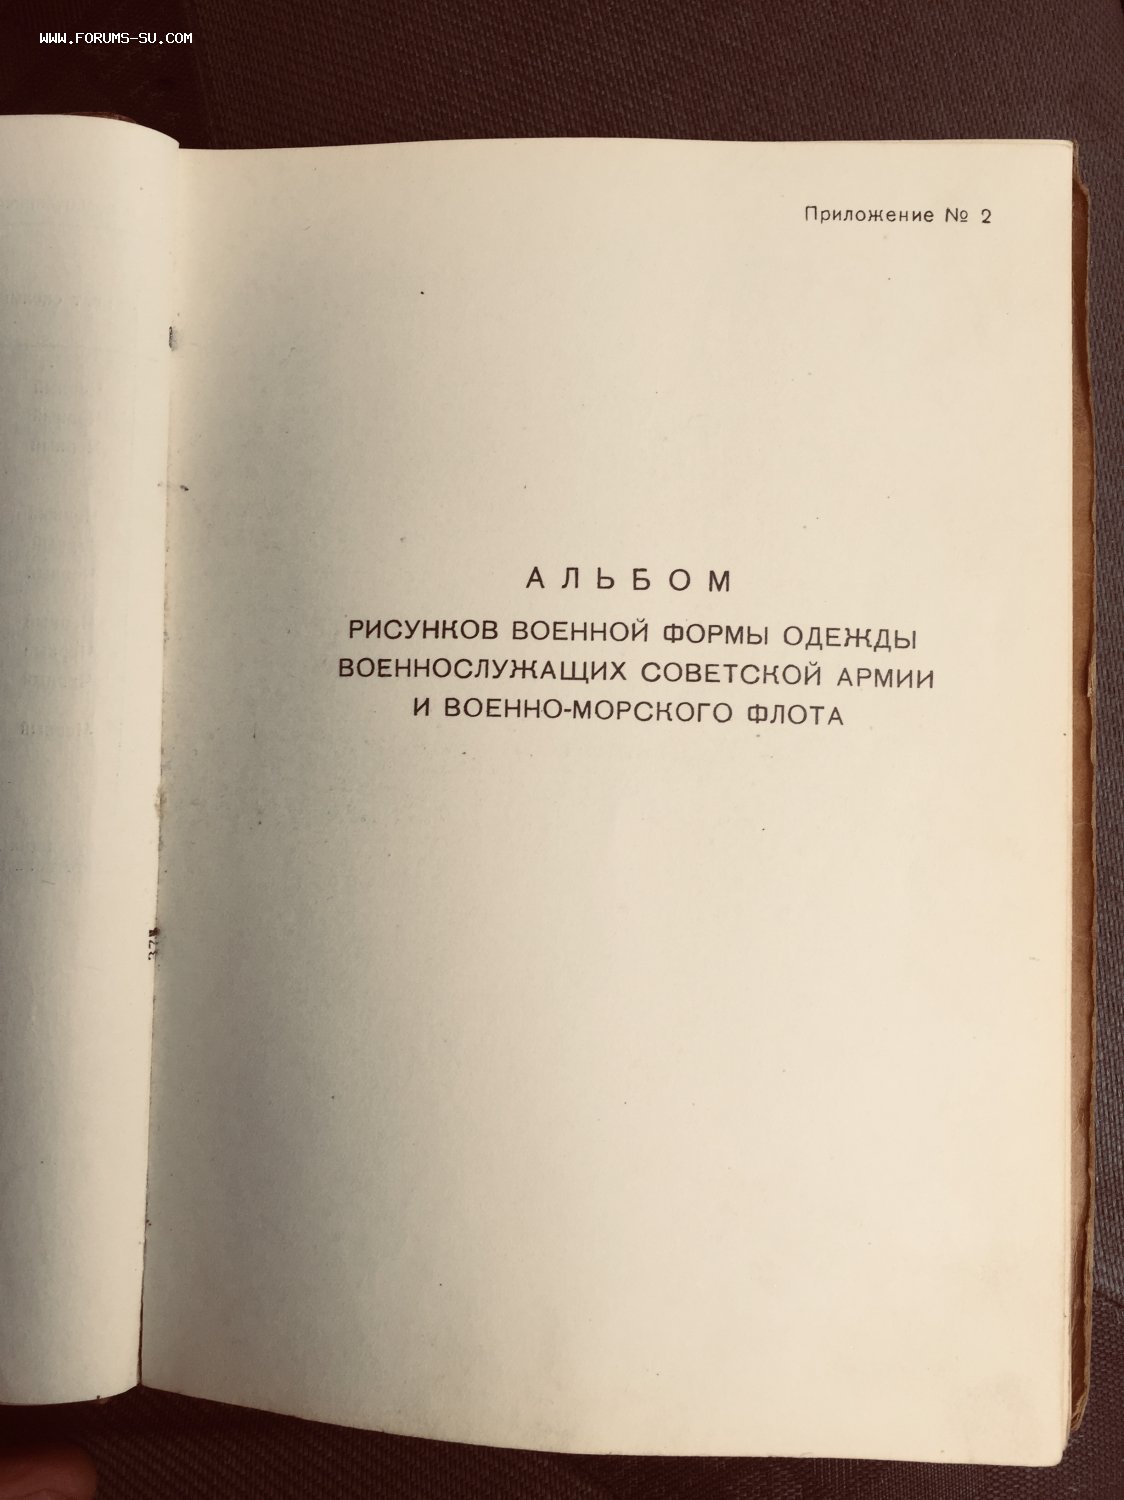 WWW.FORUMS-SU.COM
Приложение № 2
АЛЬБОМ
РИСУНКОВ ВОЕННОЙ ФОРМЫ ОДЕЖДЫ
ВОЕННОСЛУЖАЩИХ СОВЕТСКОЙ АРМИИ
И ВОЕННО-МОРСКОГО ФЛОТА